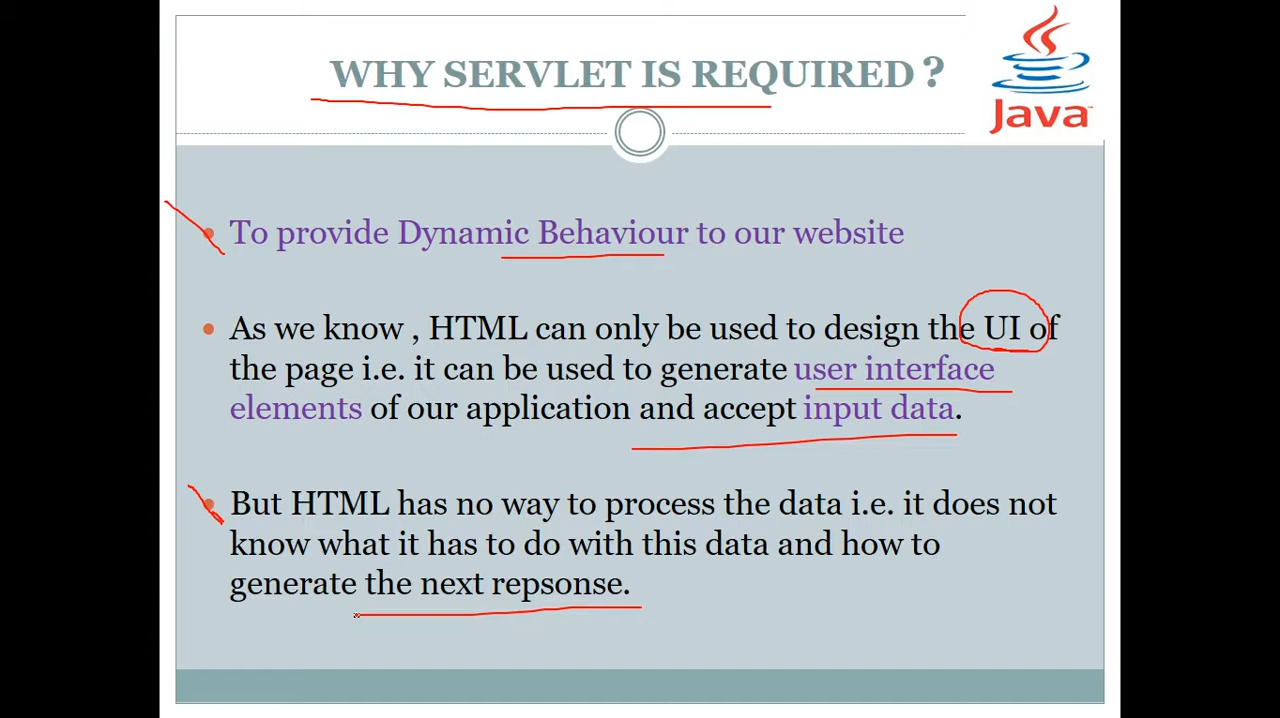 WHY SERVLET IS REQUIRED ?
Java
To provide Dynamic Behaviour to our website
As we know , HTML can only be used to design the UI of
the page i.e. it can be used to generate user interface
elements of our application and accept input data.
But HTML has no way to process the data i.e. it does not
know what it has to do with this data and how to
generate the next repsonse.